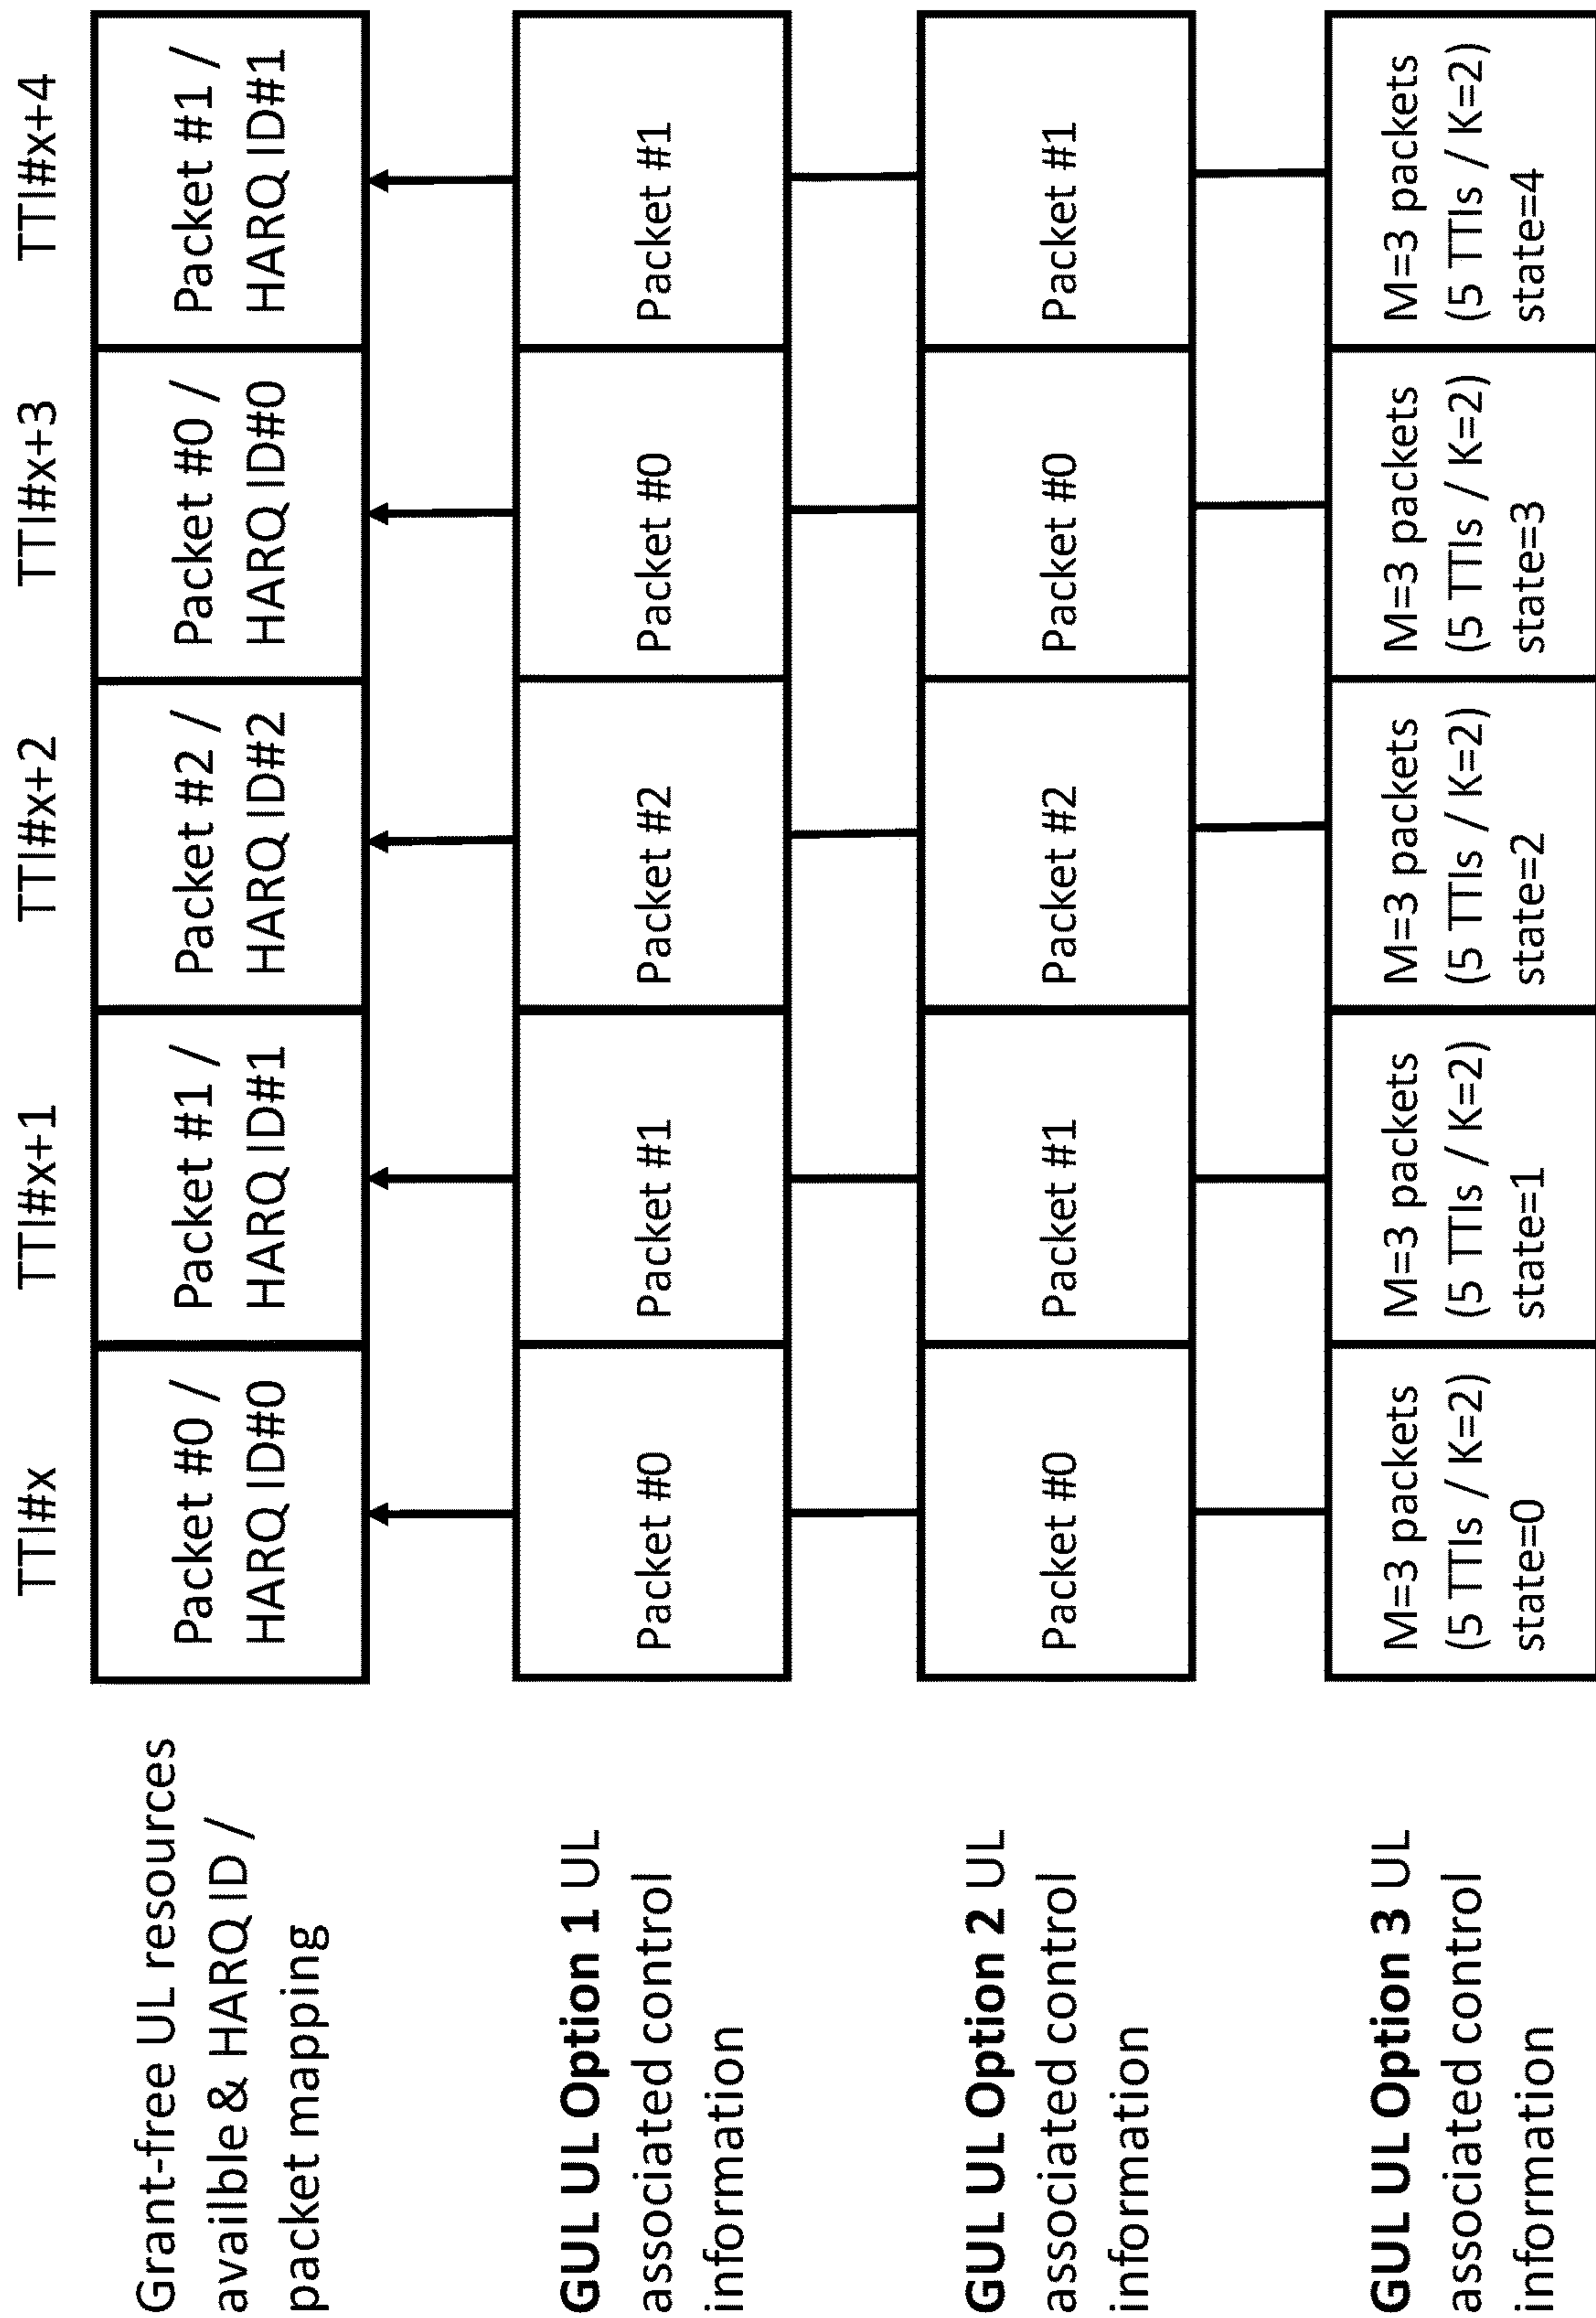 TTI#x
TTI#x+1
TTI#x+2
TTI#x+3
TTI#x+4
Grant-free UL resources
availble & HARQ ID /
packet mapping
Packet #0 /
HARQ ID#0
Packet #1 /
HARQ ID#1
Packet #2 /
HARQ ID#2
Packet #0 /
HARQ ID#0
Packet #1 /
HARQ ID#1
GUL UL Option 1 UL
associated control
information
Packet #0
Packet #1
Packet #2
Packet #0
Packet #1
GUL UL Option 2 UL
associated control
information
Packet #0
Packet #1
Packet #2
Packet #0
Packet #1
GUL UL Option 3 UL
associated control
information
M=3 packets
(5 TTIs / K=2)
state=0
M=3 packets
(5 TTIs / K=2)
state=1
M=3 packets
(5 TTIs / K=2)
state=2
M=3 packets
(5 TTIs / K=2)
state=3
M=3 packets
(5 TTIs / K=2)
state=4